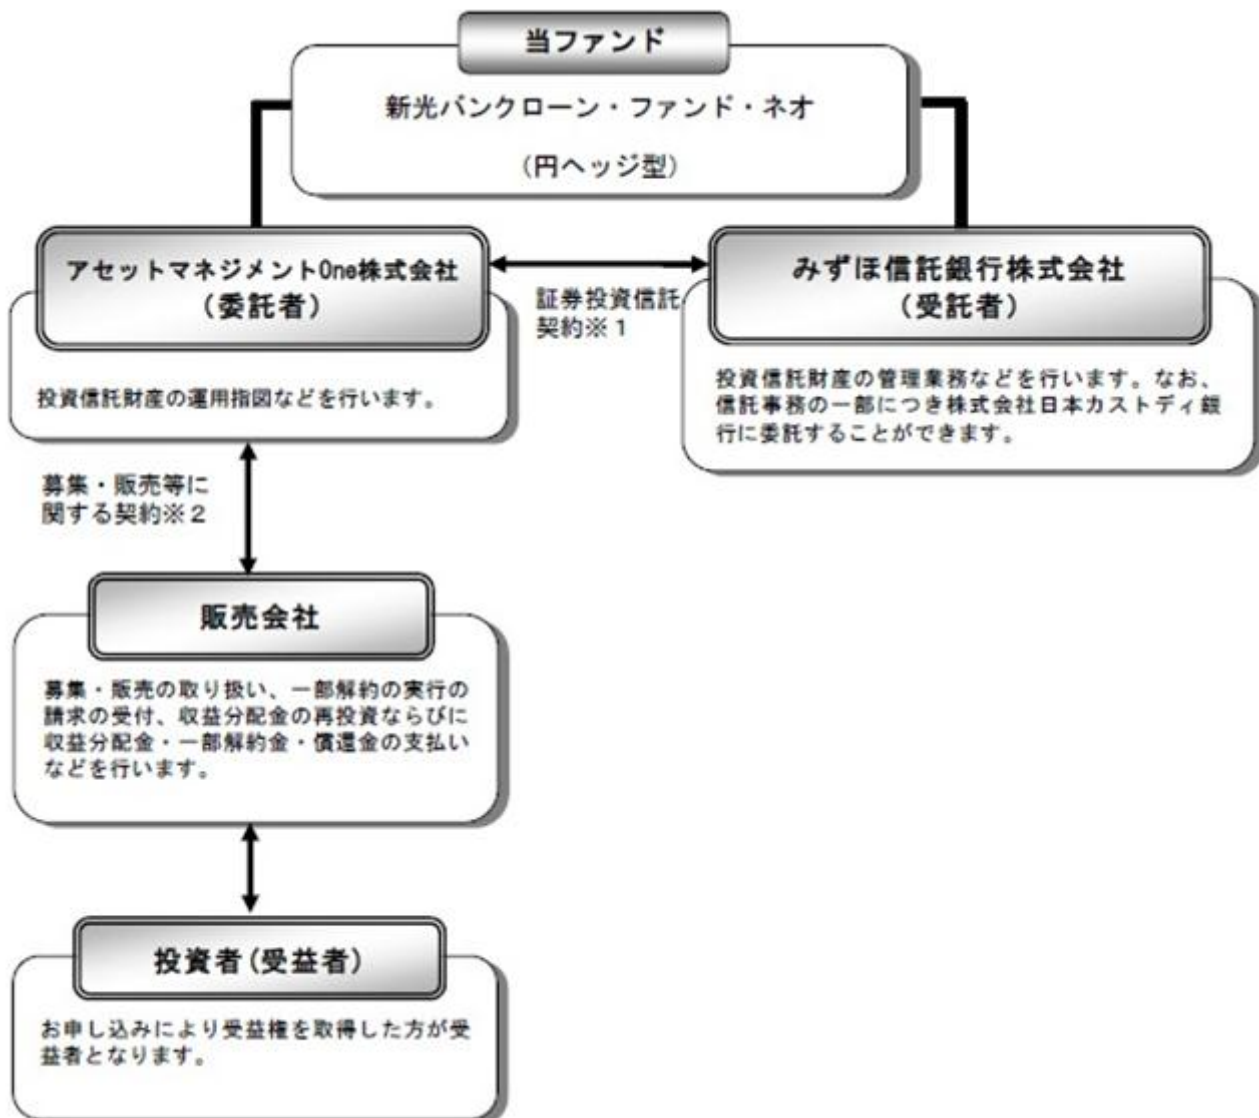 当ファンド
新光バンクローン・ファンド・ネオ
(円ヘッジ型)
アセットマネジメントOne株式会社
(委託者)
投資信託財産の運用指図などを行います。
証券投資信託
契約※1
みずほ信託銀行株式会社
(受託者)
投資信託財産の管理業務などを行います。なお、
信託事務の一部につき株式会社日本カストディ銀
行に委託することができます。
募集・販売等に
関する契約※2
販売会社
募集・販売の取り扱い、一部解約の実行の
請求の受付、収益分配金の再投資ならびに
収益分配金・一部解約金・償還金の支払い
などを行います。
投資者(受益者)
お申し込みにより受益権を取得した方が受
益者となります。